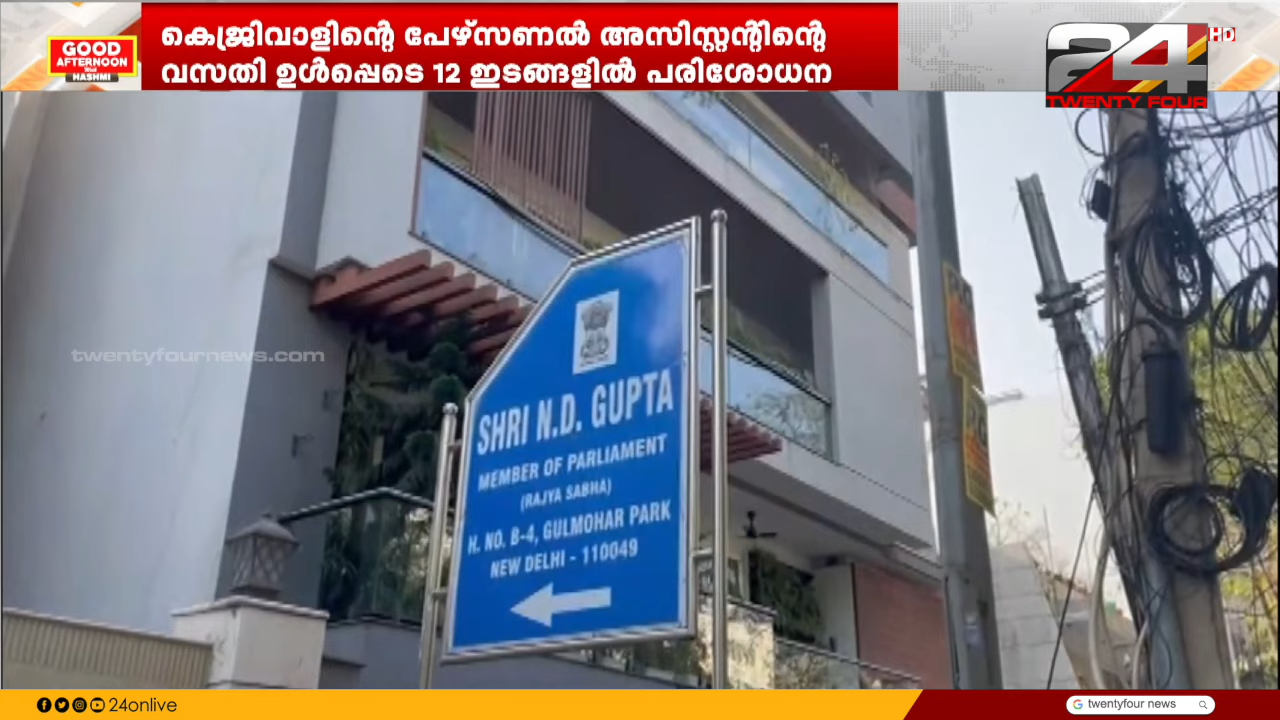 GOOD
AFTERNOON
With
HASHMI
കെജ്രിവാളിന്റെ പേഴ്സണൽ അസിസ്റ്റന്റിന്റെ
വസതി ഉൾപ്പെടെ 12 ഇടങ്ങളിൽ പരിശോധന
24
HD
TWENTY FOUR
twentyfournews.com
SHRI N.D. GUPTA
MEMBER OF PARLIAMENT
(RAJYA SABHA)
H. NO. B-4, GULMOHAR PARK
NEW DELHI - 110049
24onlive
twentyfour news